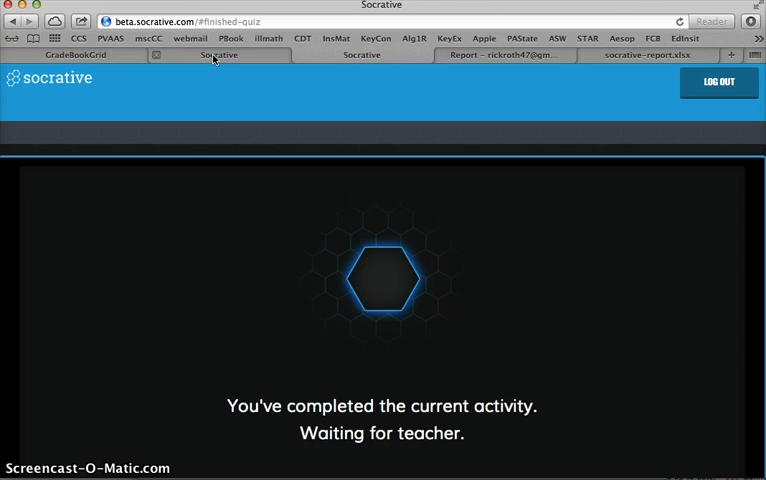 Socrative
beta.socrative.com/#finished-quiz
Reader
CCS PVAAS mscCC webmail PBook illmath CDT InsMat KeyCon Alg1R KeyEx Apple PAState ASW STAR Aesop FCB EdInsit
GradeBookGrid Socrative Socrative Report – rickroth47@gm... socrative-report.xlsx
socrative
LOG OUT
You've completed the current activity.
Waiting for teacher.
Screencast-O-Matic.com